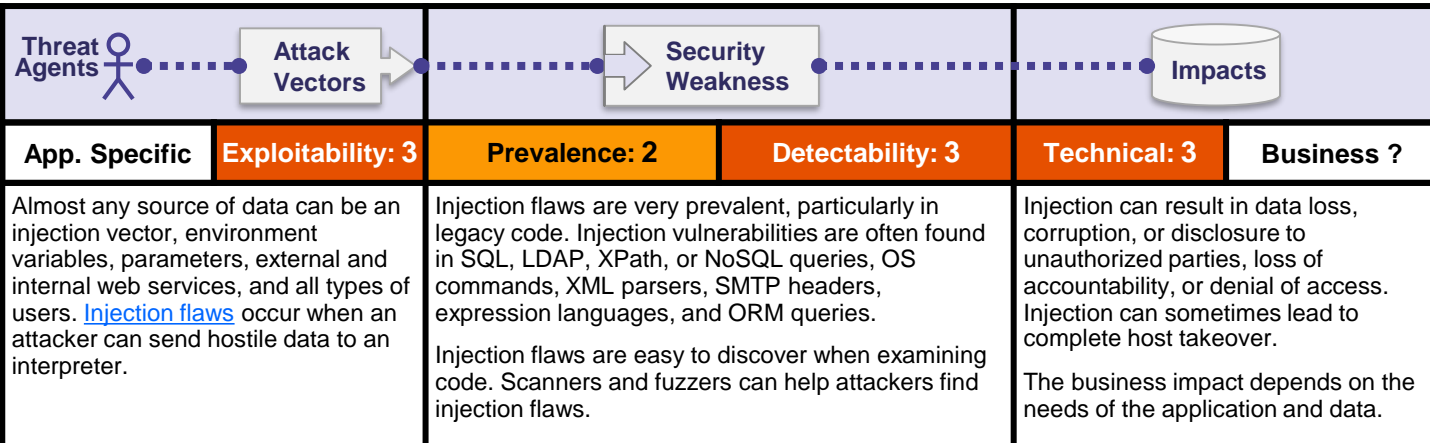 Threat
Agents
Attack
Vectors
Security
Weakness
Impacts
App. Specific
Exploitability: 3
Prevalence: 2
Detectability: 3
Technical: 3
Business ?
Almost any source of data can be an
injection vector, environment
variables, parameters, external and
internal web services, and all types of
users. Injection flaws occur when an
attacker can send hostile data to an
interpreter.
Injection flaws are very prevalent, particularly in
legacy code. Injection vulnerabilities are often found
in SQL, LDAP, XPath, or NoSQL queries, OS
commands, XML parsers, SMTP headers,
expression languages, and ORM queries.
Injection flaws are easy to discover when examining
code. Scanners and fuzzers can help attackers find
injection flaws.
Injection can result in data loss,
corruption, or disclosure to
unauthorized parties, loss of
accountability, or denial of access.
Injection can sometimes lead to
complete host takeover.
The business impact depends on the
needs of the application and data.